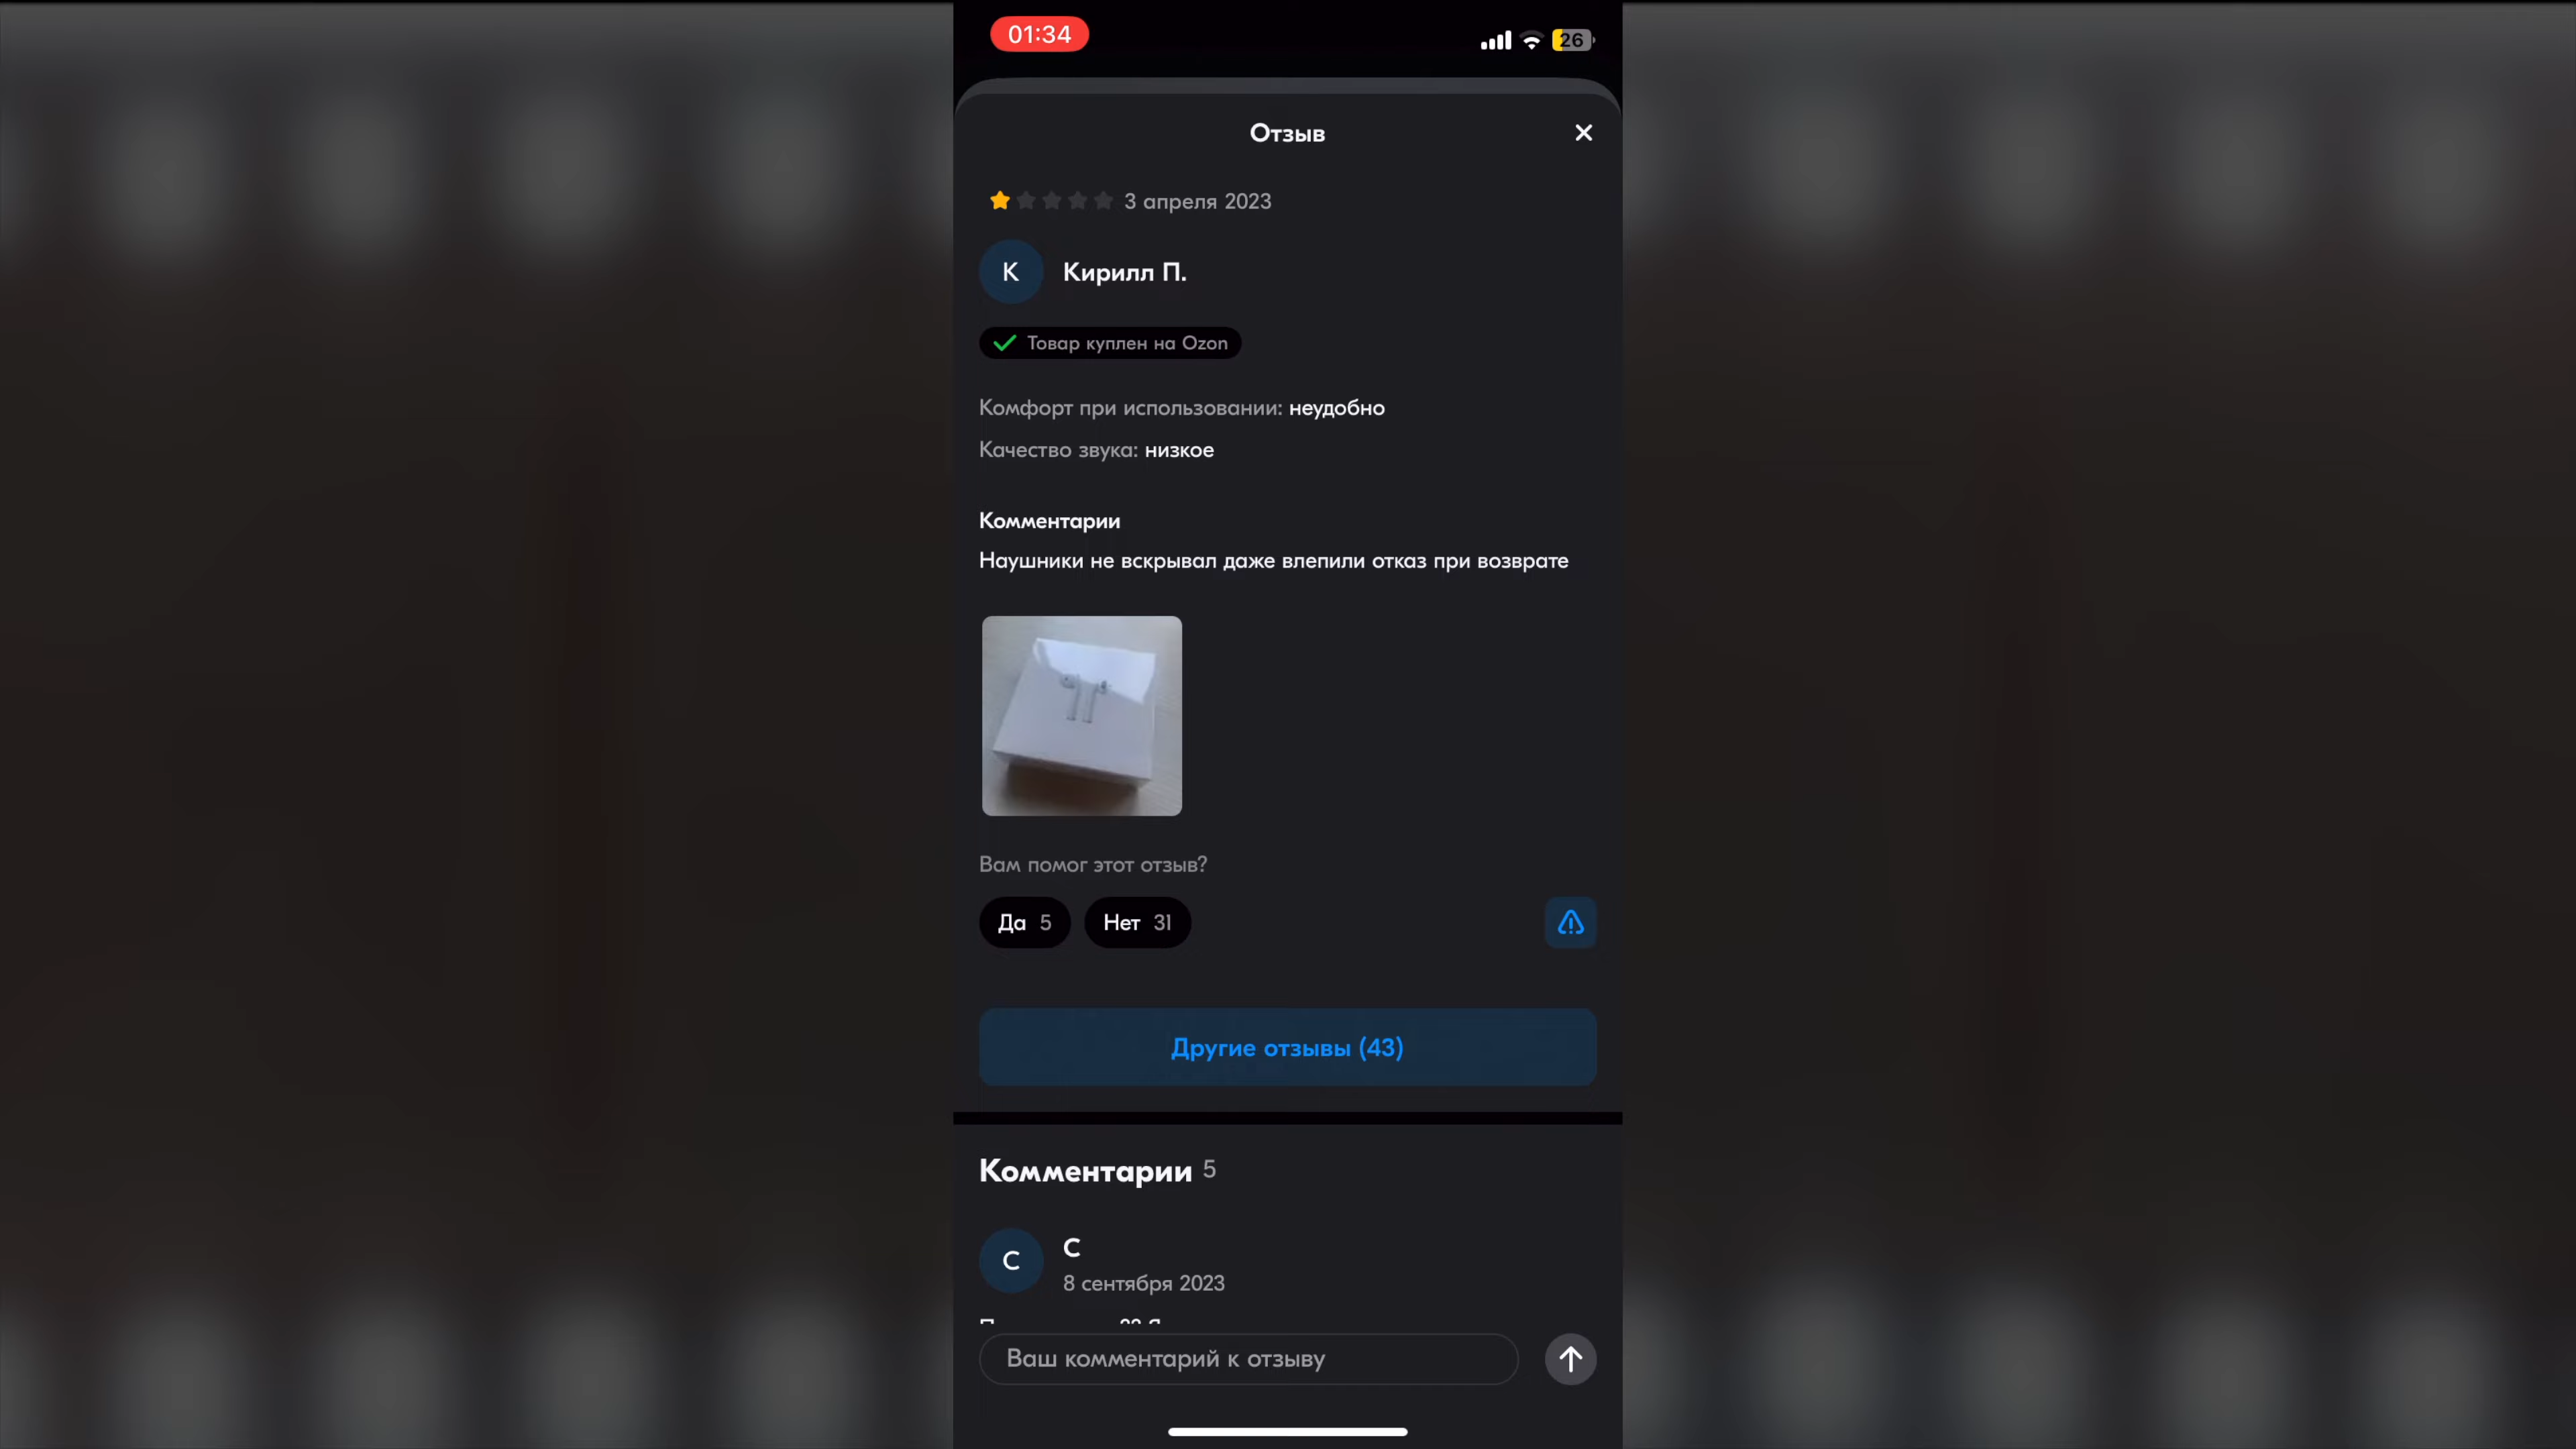 01:34
26
Отзыв
3 апреля 2023
К
Кирилл П.
Товар куплен на Ozon
Комфорт при использовании: неудобно
Качество звука: низкое
Комментарии
Наушники не вскрывал даже влепили отказ при возврате
Вам помог этот отзыв?
Да 5 Нет 31
Другие отзывы (43)
Комментарии 5
С
С
8 сентября 2023
Ваш комментарий к отзыву